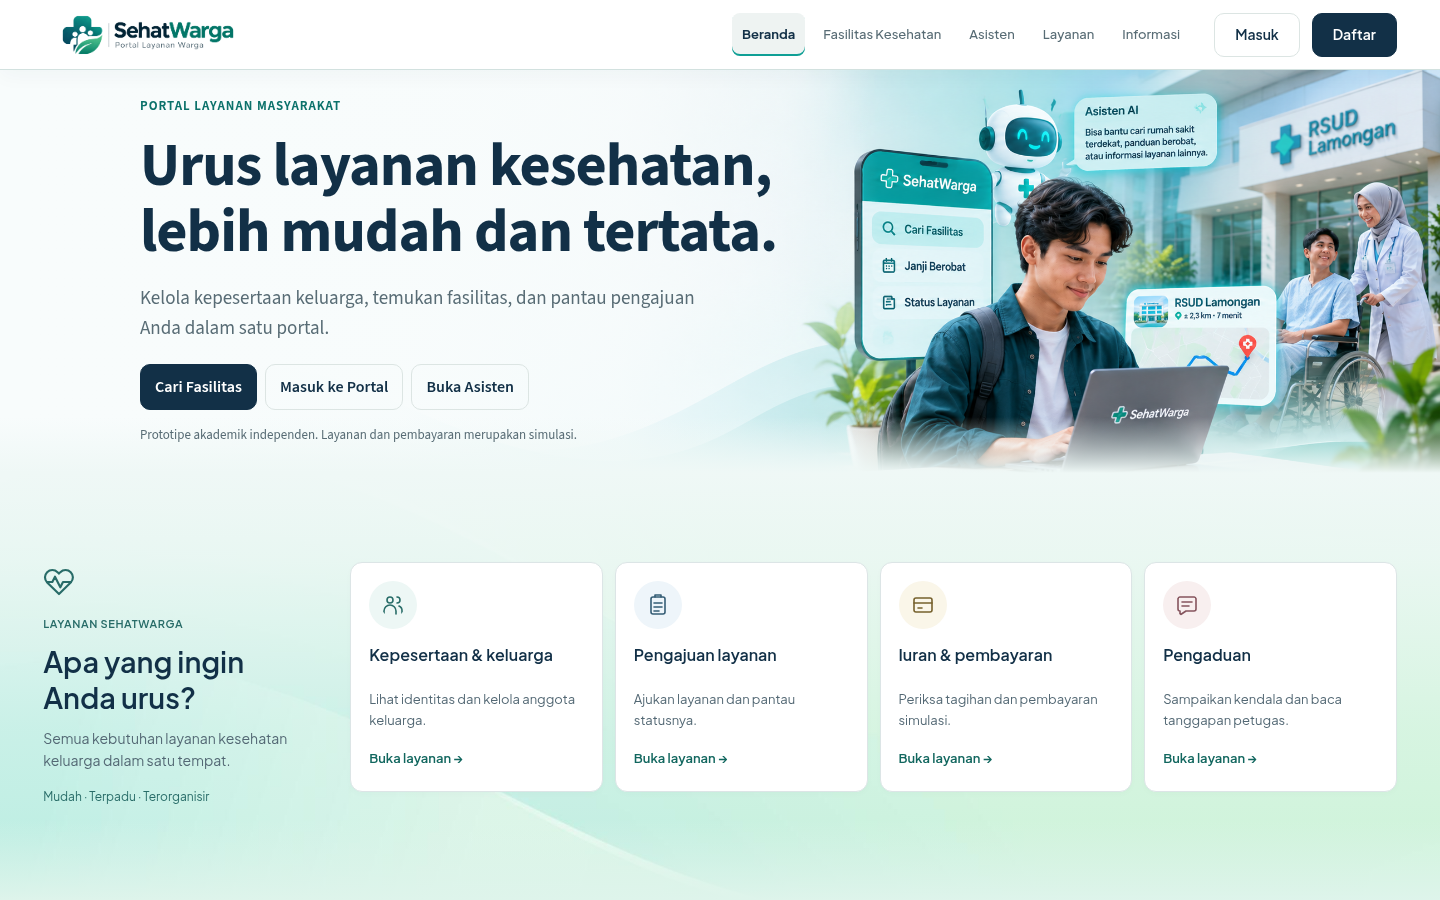 SehatWarga
Portal Layanan Warga
Beranda
Fasilitas Kesehatan
Asisten
Layanan
Informasi
Masuk
Daftar
PORTAL LAYANAN MASYARAKAT
Urus layanan kesehatan,
lebih mudah dan tertata.
Kelola kepesertaan keluarga, temukan fasilitas, dan pantau pengajuan
Anda dalam satu portal.
Cari Fasilitas
Masuk ke Portal
Buka Asisten
Prototipe akademik independen. Layanan dan pembayaran merupakan simulasi.
SehatWarga
Cari Fasilitas
Janji Berobat
Status Layanan
Asisten AI
Bisa bantu cari rumah sakit
terdekat, panduan berobat,
atau informasi layanan lainnya.
RSUD
Lamongan
RSUD Lamongan
± 2,3 km • 7 menit
SehatWarga
LAYANAN SEHATWARGA
Apa yang ingin
Anda urus?
Semua kebutuhan layanan kesehatan
keluarga dalam satu tempat.
Mudah · Terpadu · Terorganisir
Kepesertaan & keluarga
Lihat identitas dan kelola anggota
keluarga.
Buka layanan →
Pengajuan layanan
Ajukan layanan dan pantau
statusnya.
Buka layanan →
Iuran & pembayaran
Periksa tagihan dan pembayaran
simulasi.
Buka layanan →
Pengaduan
Sampaikan kendala dan baca
tanggapan petugas.
Buka layanan →